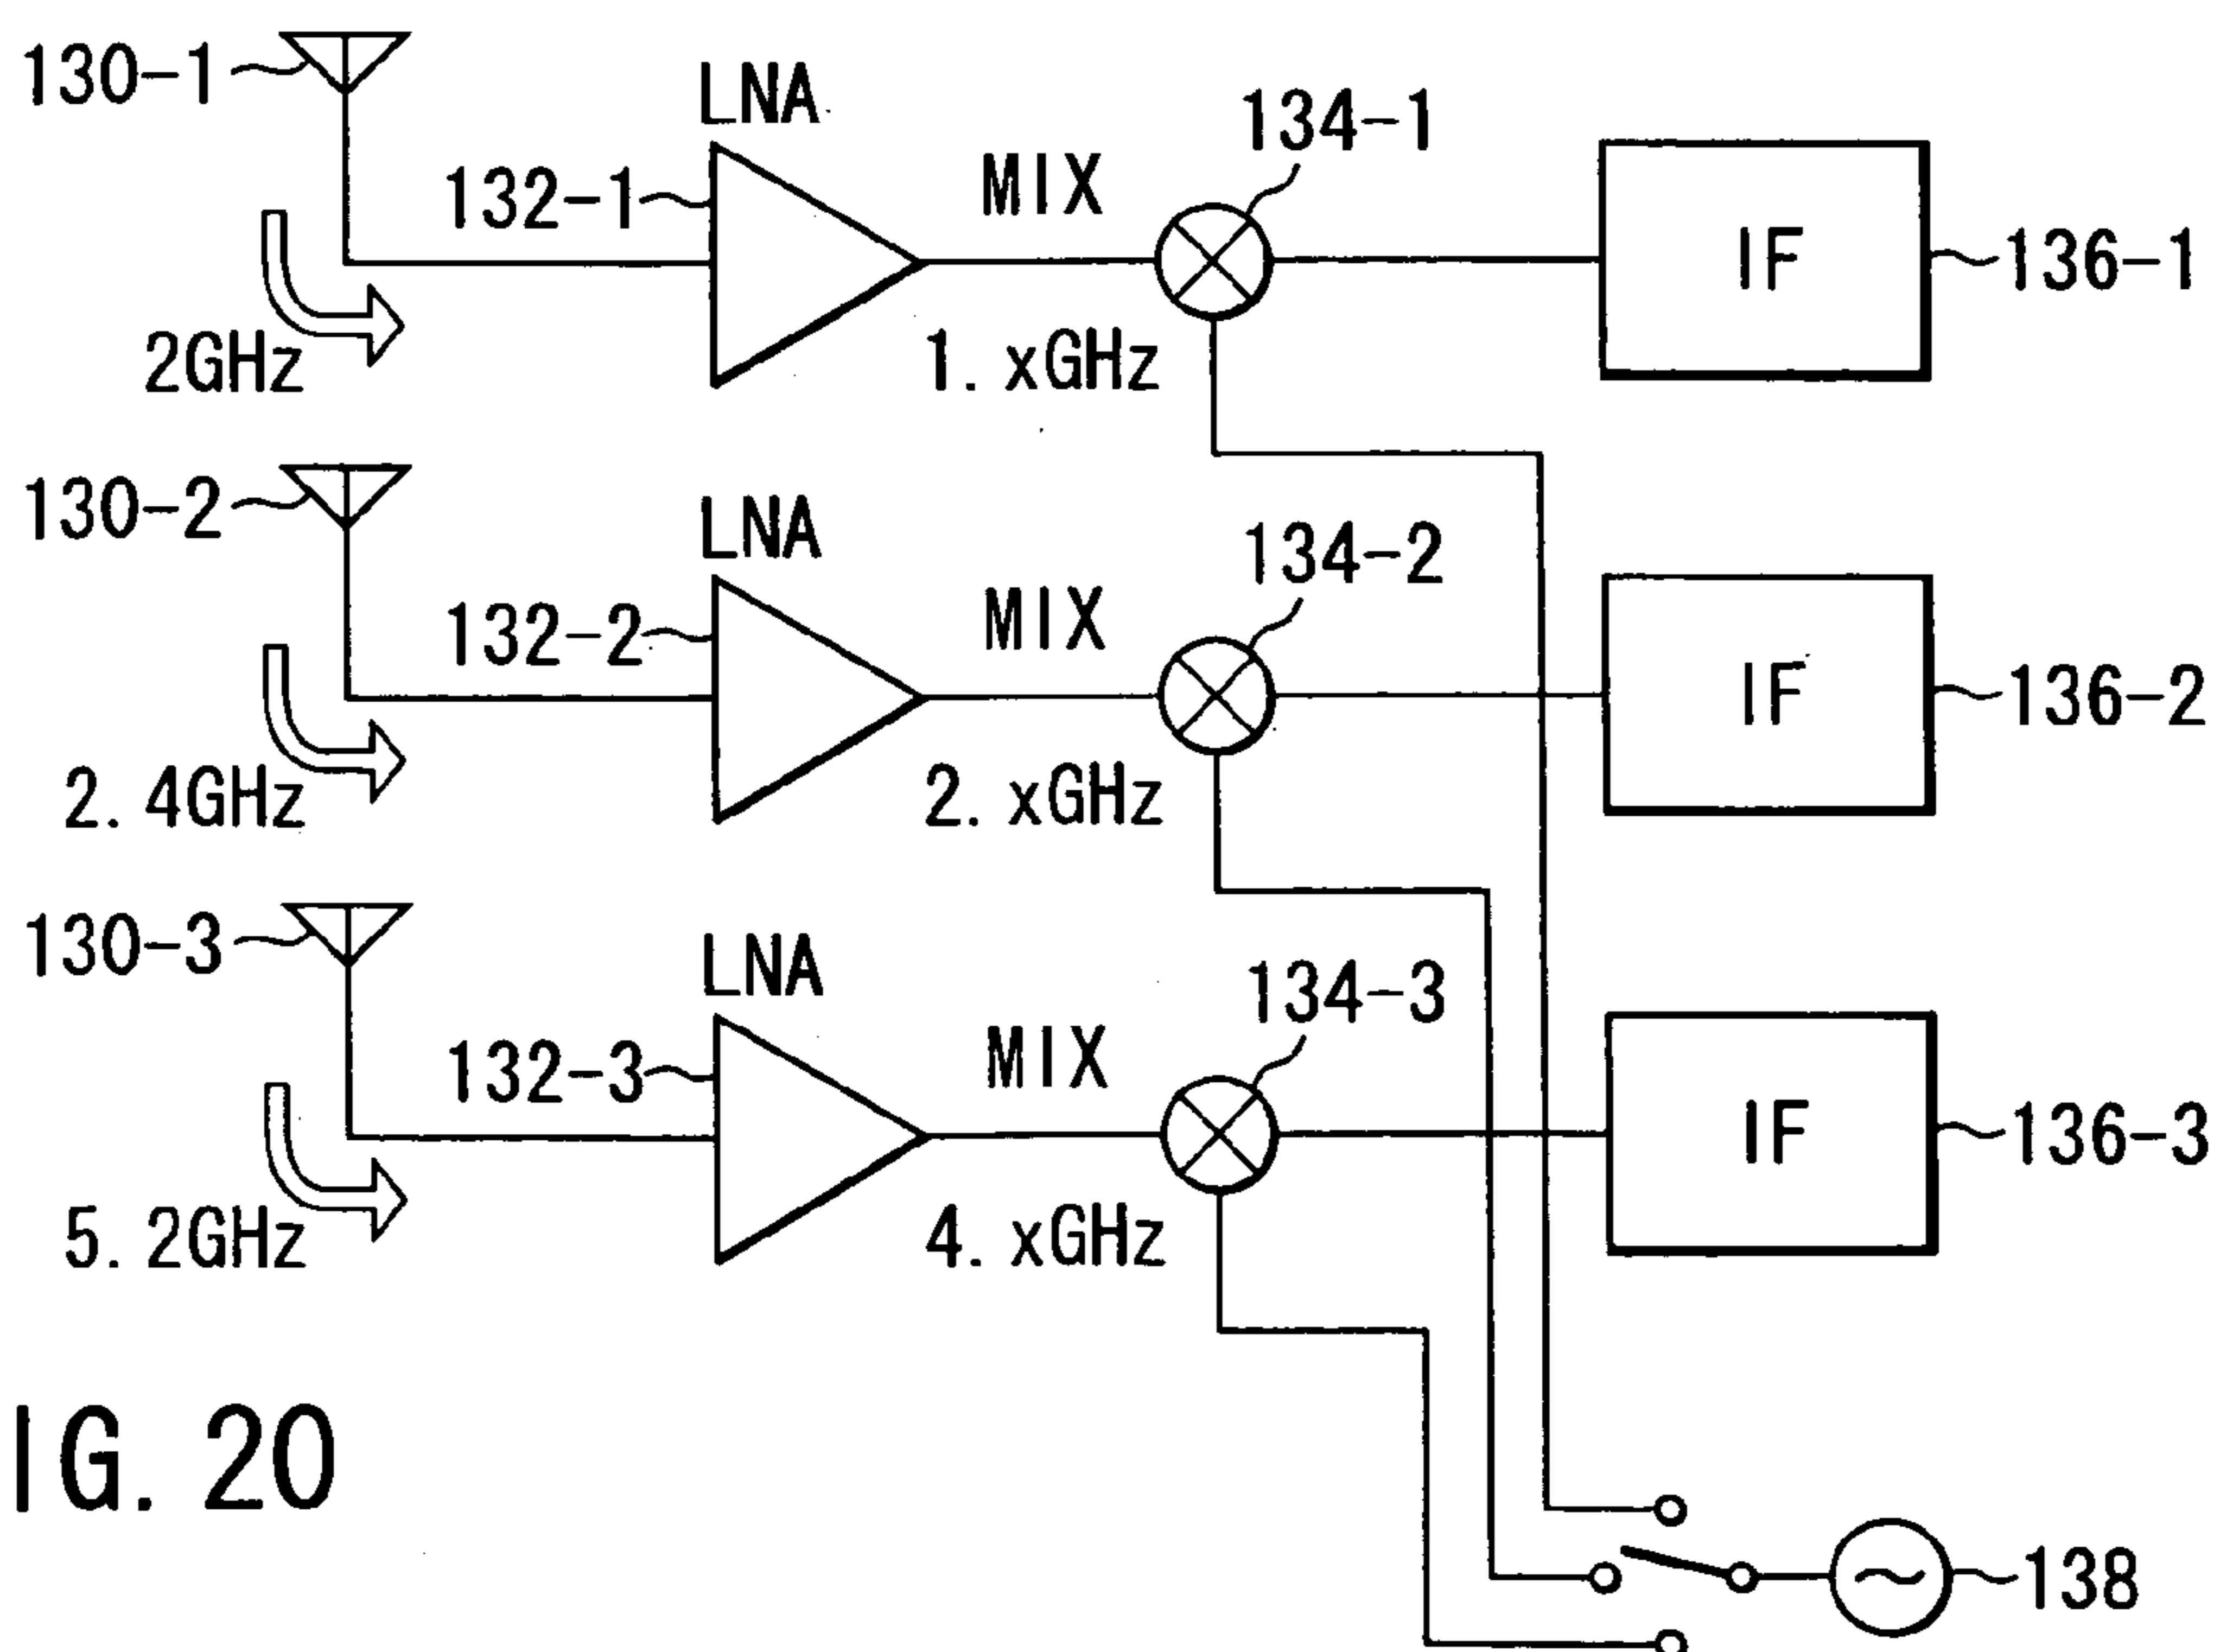 130-1
LNA
134-1
132-1
MIX
IF
136-1
2GHz
1. xGHz
130-2
LNA
134-2
132-2
MIX
IF
136-2
2. 4GHz
2. xGHz
130-3
LNA
134-3
132-3
MIX
IF
136-3
5. 2GHz
4. xGHz
IG. 20
138